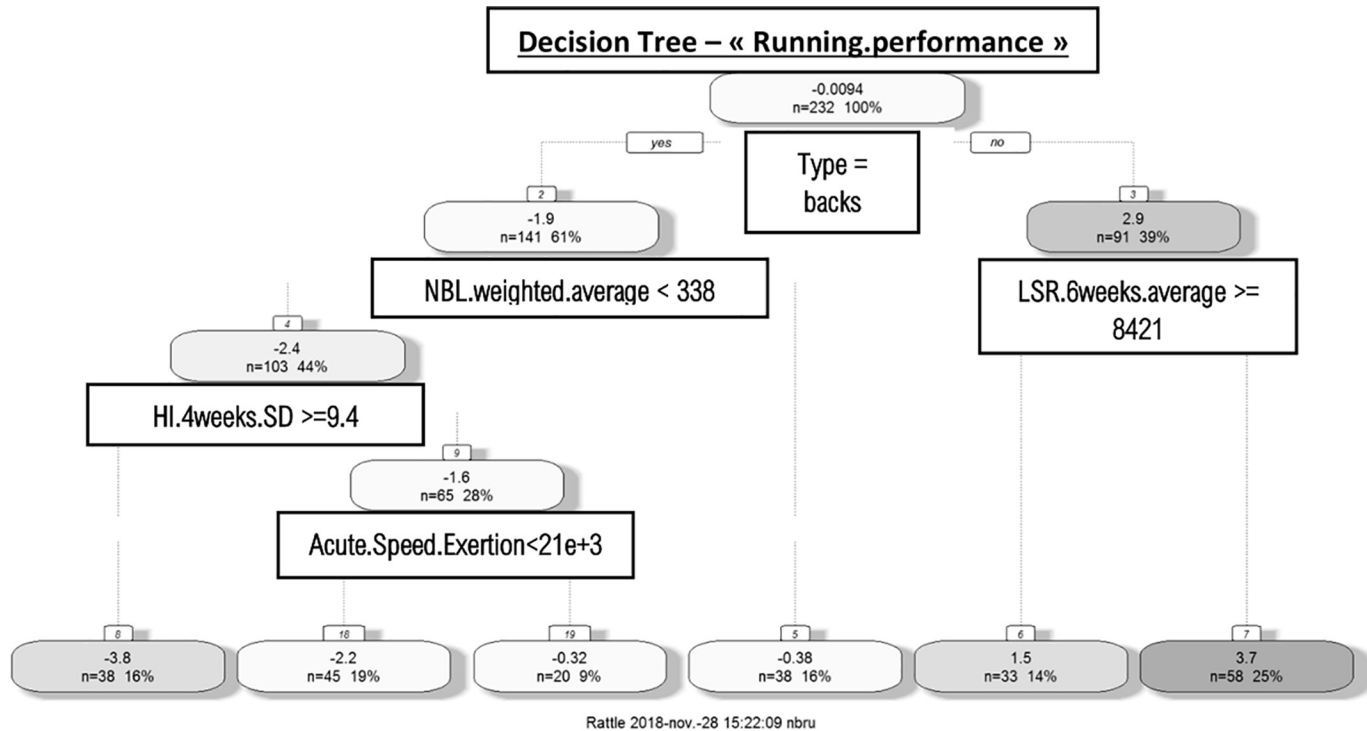 Decision Tree – « Running.performance »
-0.0094
n=232 100%
yes
Type =
backs
no
2
-1.9
n=141 61%
NBL.weighted.average < 338
3
2.9
n=91 39%
LSR.6weeks.average >=
8421
4
-2.4
n=103 44%
HI.4weeks.SD >=9.4
9
-1.6
n=65 28%
Acute.Speed.Exertion<21e+3
8
-3.8
n=38 16%
18
-2.2
n=45 19%
19
-0.32
n=20 9%
5
-0.38
n=38 16%
6
1.5
n=33 14%
7
3.7
n=58 25%
Rattle 2018-nov.-28 15:22:09 nbru